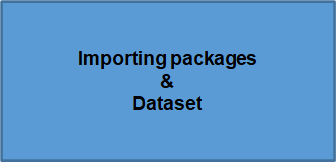 Importing packages
&
Dataset